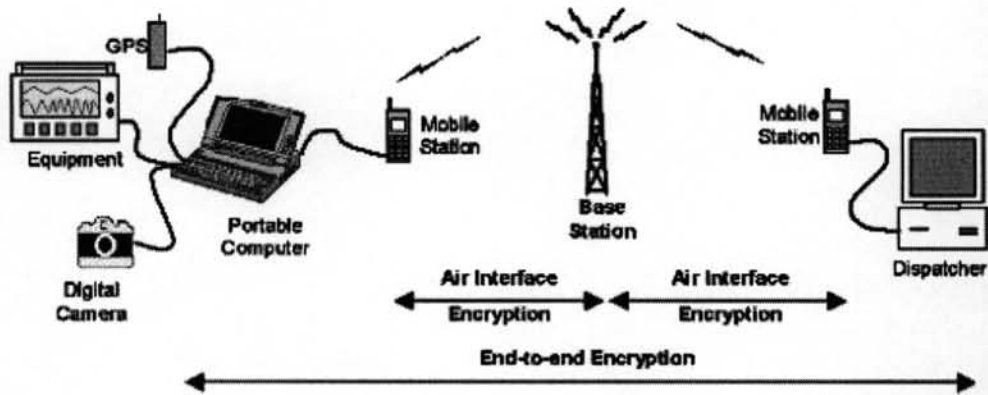 GPS
Equipment
Digital
Camera
Portable
Computer
Mobile
Station
Base
Station
Mobile
Station
Dispatcher
Air Interface
Encryption
Air Interface
Encryption
End-to-end Encryption